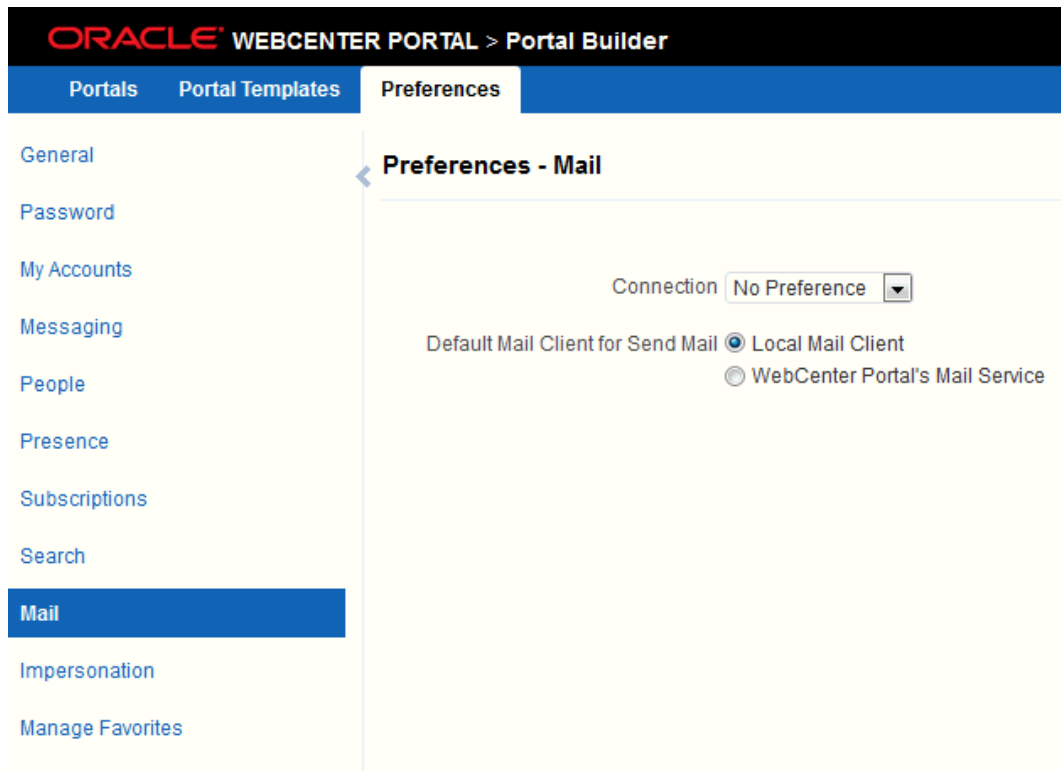 ORACLE WEBCENTER PORTAL > Portal Builder
Portals Portal Templates Preferences
General
Password
My Accounts
Messaging
People
Presence
Subscriptions
Search
Mail
Impersonation
Manage Favorites
Preferences - Mail
Connection No Preference
Default Mail Client for Send Mail Local Mail Client
WebCenter Portal's Mail Service